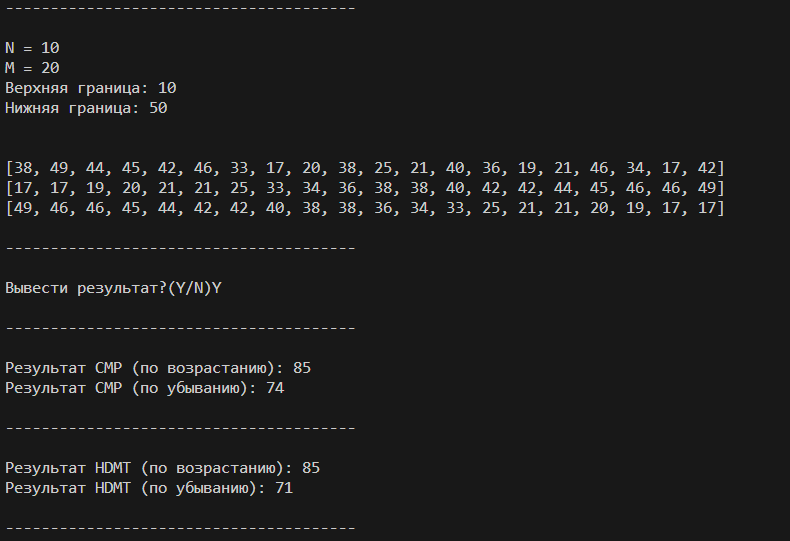 ---------------------------------------
N = 10
M = 20
Верхняя граница: 10
Нижняя граница: 50
[38, 49, 44, 45, 42, 46, 33, 17, 20, 38, 25, 21, 40, 36, 19, 21, 46, 34, 17, 42]
[17, 17, 19, 20, 21, 21, 25, 33, 34, 36, 38, 38, 40, 42, 42, 44, 45, 46, 46, 49]
[49, 46, 46, 45, 44, 42, 42, 40, 38, 38, 36, 34, 33, 25, 21, 21, 20, 19, 17, 17]
---------------------------------------
Вывести результат?(Y/N)Y
---------------------------------------
Результат CMP (по возрастанию): 85
Результат CMP (по убыванию): 74
---------------------------------------
Результат HDMT (по возрастанию): 85
Результат HDMT (по убыванию): 71
---------------------------------------